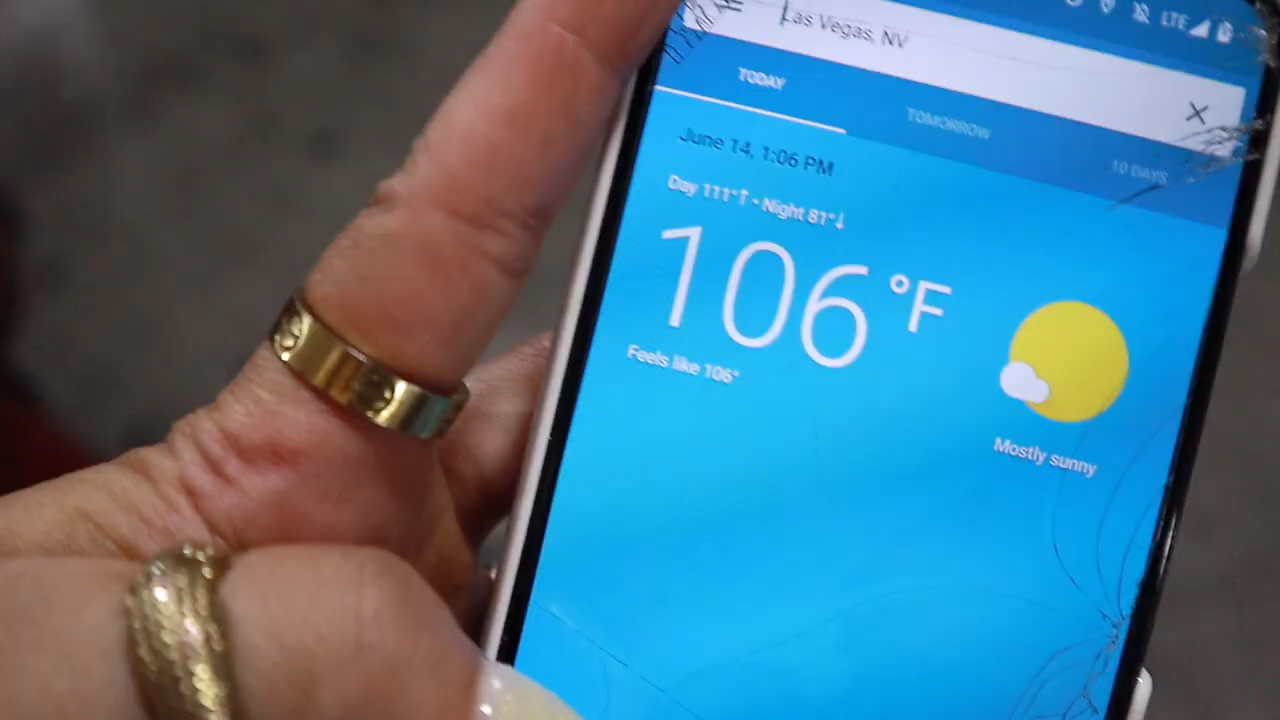 LTE
Las Vegas, NV
TODAY
TOMORROW
10 DAYS
June 14, 1:06 PM
Day 111°↑ • Night 81°↓
106 °F
Feels like 106°
Mostly sunny